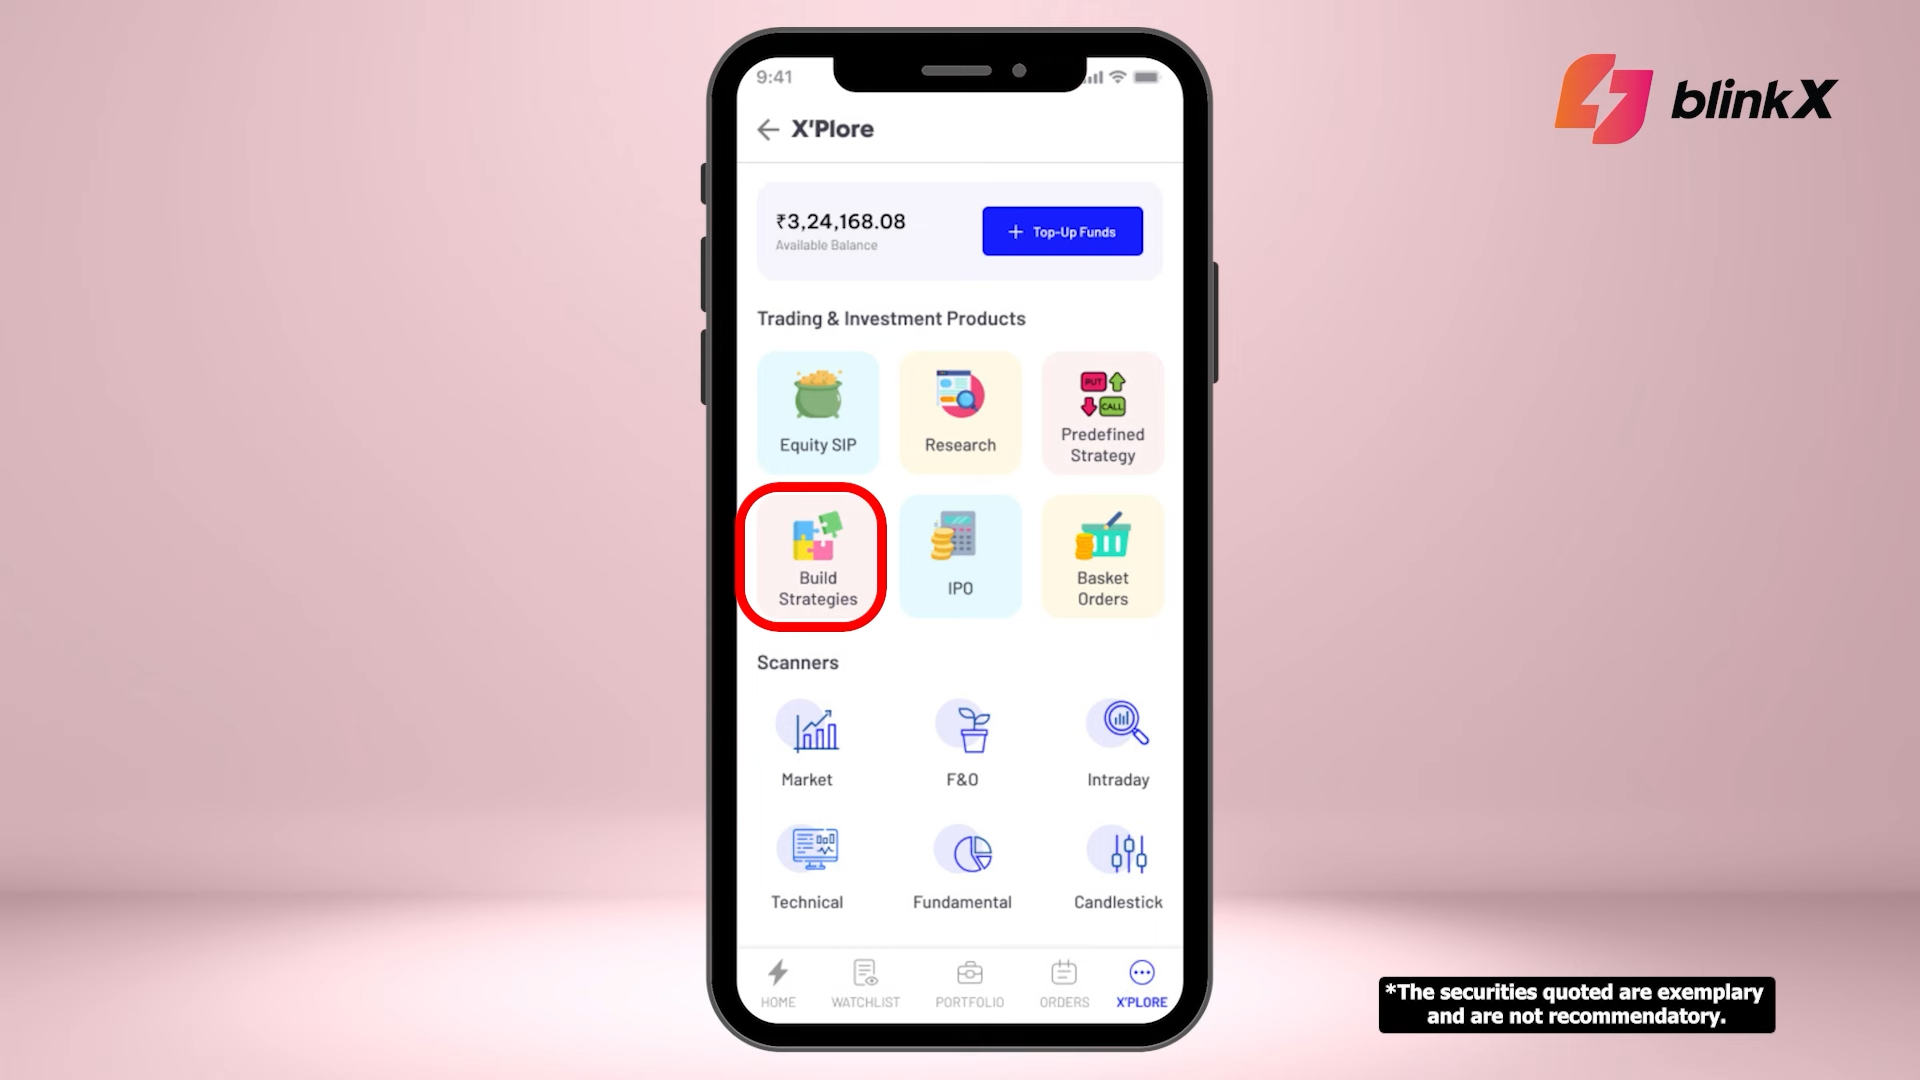 9:41
blinkX
X'Plore
₹3,24,168.08
Available Balance
+ Top-Up Funds
Trading & Investment Products
PUT
CALL
Equity SIP
Research
Predefined
Strategy
Build
Strategies
IPO
Basket
Orders
Scanners
Market
F&O
Intraday
Technical
Fundamental
Candlestick
HOME
WATCHLIST
PORTFOLIO
ORDERS
X'PLORE
*The securities quoted are exemplary
and are not recommendatory.